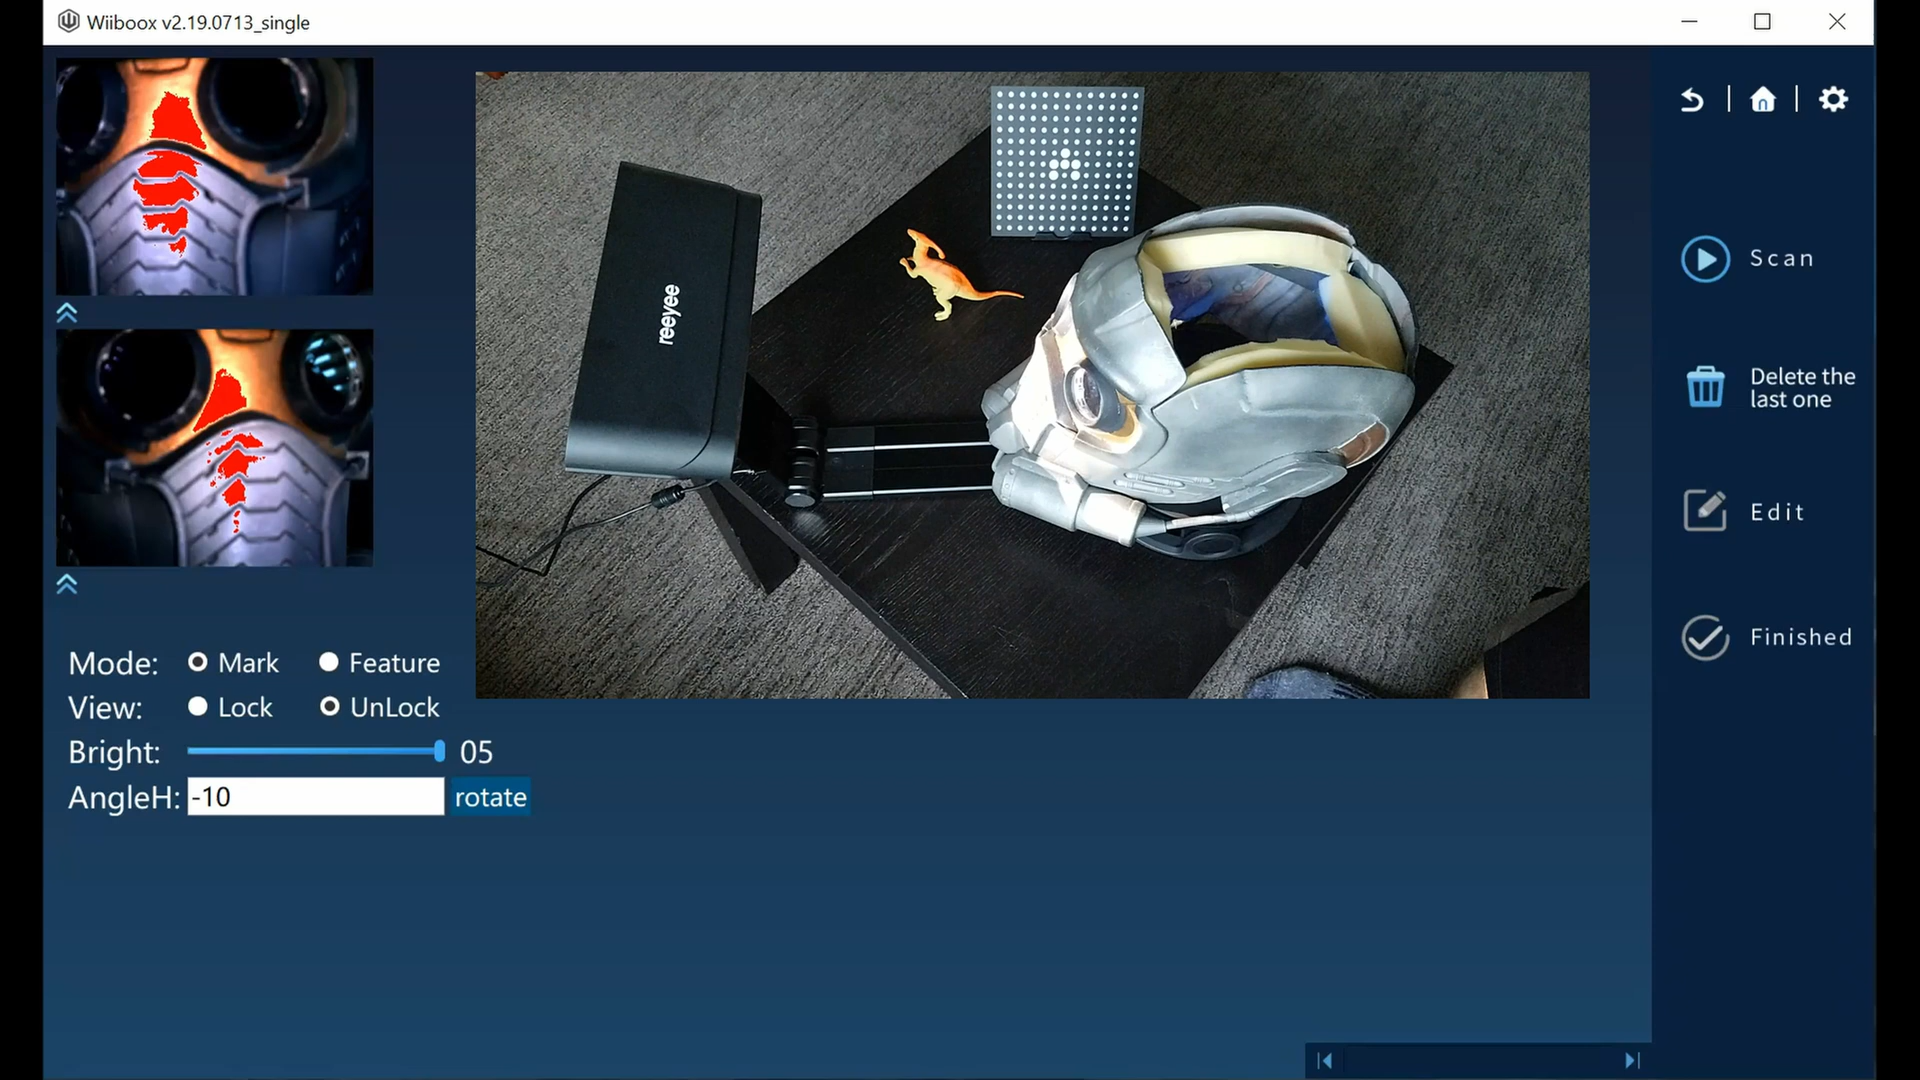 Wiiboox v2.19.0713_single
reeyee
Scan
Delete the
last one
Edit
Finished
Mode: Mark Feature
View: Lock UnLock
Bright: 05
AngleH: -10 rotate